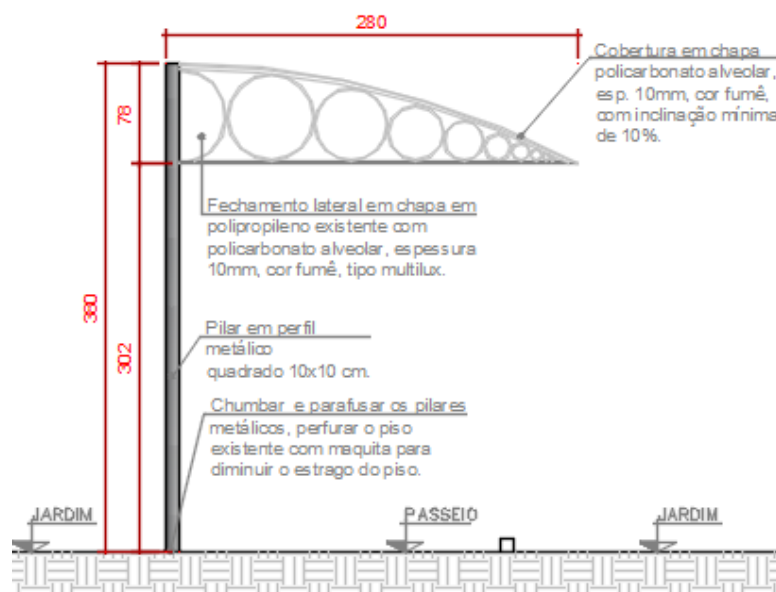 280
Cobertura em chapa
policarbonato alveolar,
esp. 10mm, cor fumê,
com inclinação mínima
de 10%.
78
Fechamento lateral em chapa em
polipropileno existente com
policarbonato alveolar, espessura
10mm, cor fumê, tipo multilux.
380
302
Pilar em perfil
metálico
quadrado 10x10 cm.
Chumbar e parafusar os pilares
metálicos, perfurar o piso
existente com maquita para
diminuir o estrago do piso.
JARDIM
PASSEIO
JARDIM